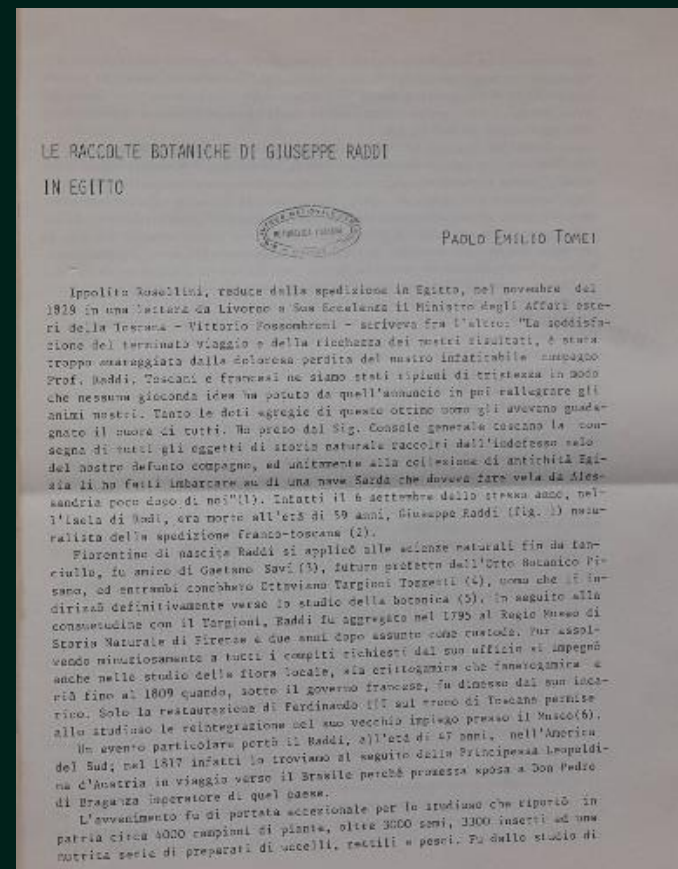 LE RACCOLTE BOTANICHE DI GIUSEPPE RADDI
IN EGITTO
PAOLO EMILIO TOMEI
Ippolito Rosellini, reduce dalla spedizione in Egitto, nel novembre del
1829 in una lettera da Livorno a Sua Eccelenza il Ministro degli Affari este-
ri della Toscana - Vittorio Fossombroni - scriveva fra l'altro: "La soddisfa-
zione del terminato viaggio e della ricchezza dei nostri risultati, è stata
troppo amareggiata dalla dolorosa perdita del nostro infaticabile compagno
Prof. Raddi. Toscani e francesi ne siamo stati ripieni di tristezza in modo
che nessuna gioconda idea ha potuto da quell'annuncio in poi rallegrare gli
animi nostri. Tanto le doti egregie di questo ottimo uomo gli avevano guada-
gnato il cuore di tutti. Ho preso dal Sig. Console generale toscano la con-
segna di tutti gli oggetti di storia naturale raccolti dall'indefesso zelo
del nostro defunto compagno, ed unitamente alla collezione di antichità Egi-
zia li ho fatti imbarcare su di una nave Sarda che doveva fare vela da Ales-
sandria poco dopo di noi"(1). Infatti il 6 settembre dello stesso anno, nel-
l'isola di Rodi, era morto all'età di 59 anni, Giuseppe Raddi (fig. 1) natu-
ralista della spedizione franco-toscana (2).
Fiorentino di nascita Raddi si applicò alle scienze naturali fin da fan-
ciullo, fu amico di Gaetano Savi (3), futuro prefetto dell'Orto Botanico Pi-
sano, ed entrambi conobbero Ottaviano Targioni Tozzetti (4), uomo che li in-
dirizzò definitivamente verso lo studio della botanica (5). In seguito alla
consuetudine con il Targioni, Raddi fu aggregato nel 1795 al Regio Museo di
Storia Naturale di Firenze e due anni dopo assunto come custode. Pur assol-
vendo minuziosamente a tutti i compiti richiesti dal suo ufficio si impegnò
anche nello studio della flora locale, sia crittogamica che fanerogamica e
ciò fino al 1809 quando, sotto il governo francese, fu dimesso dal suo inca-
rico. Solo la restaurazione di Ferdinando III sul trono di Toscana permise
allo studioso la reintegrazione nel suo vecchio impiego presso il Museo(6).
Un evento particolare portò il Raddi, all'età di 47 anni, nell'America
del Sud; nel 1817 infatti lo troviamo al seguito della Principessa Leopoldi-
na d'Austria in viaggio verso il Brasile perchè promessa sposa a Don Pedro
di Braganza imperatore di quel paese.
L'avvenimento fu di portata eccezionale per lo studioso che riportò in
patria circa 4000 campioni di piante, oltre 3000 semi, 3300 insetti ed una
nutrita serie di preparati di uccelli, rettili e pesci. Fu dallo studio di